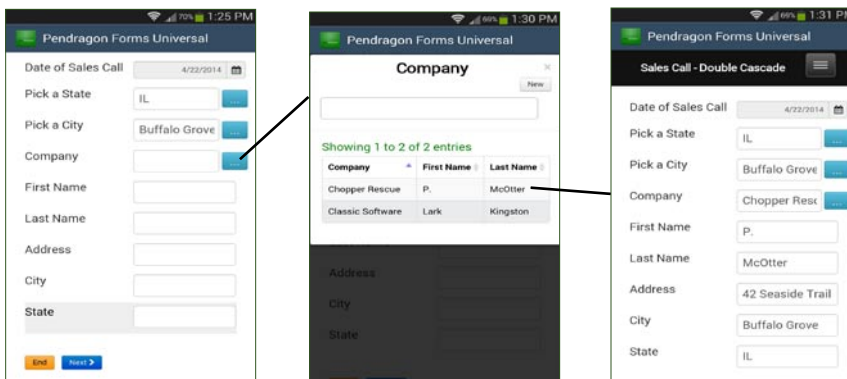 70% 1:25 PM
Pendragon Forms Universal
Date of Sales Call 4/22/2014
Pick a State IL ...
Pick a City Buffalo Grove ...
Company ...
First Name
Last Name
Address
City
State
End Next
69% 1:30 PM
Pendragon Forms Universal
Company ×
New
Showing 1 to 2 of 2 entries
Company First Name Last Name
Chopper Rescue P. McOtter
Classic Software Lark Kingston
Address
City
State
69% 1:31 PM
Pendragon Forms Universal
Sales Call - Double Cascade
Date of Sales Call 4/22/2014
Pick a State IL ...
Pick a City Buffalo Grove ...
Company Chopper Resc ...
First Name P.
Last Name McOtter
Address 42 Seaside Trail
City Buffalo Grove
State IL